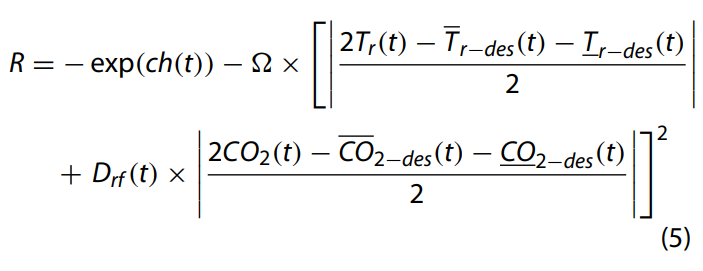 R = − exp(ch(t)) − Ω × [ | (2T_r(t) − T̅_{r−des}(t) − T̲_{r−des}(t)) / 2 |
+ D_{rf}(t) × | (2CO_2(t) − C̅O̅_{2−des}(t) − C̲O̲_{2−des}(t)) / 2 | ]^2
(5)